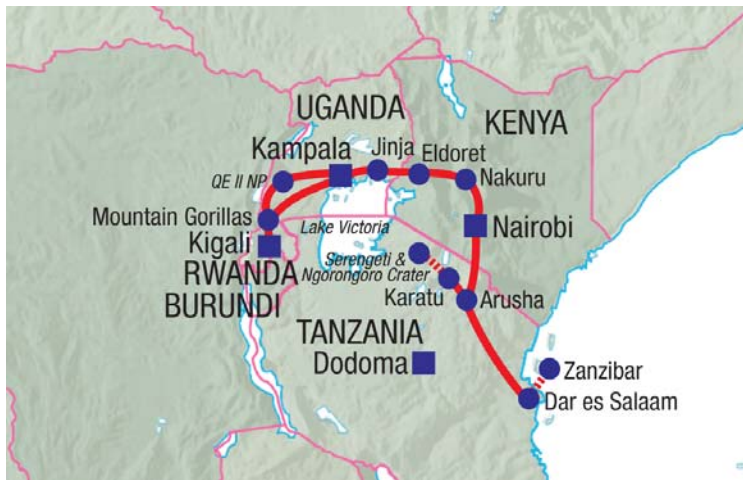 UGANDA
KENYA
Kampala
Jinja
Eldoret
QE II NP
Nakuru
Mountain Gorillas
Lake Victoria
Nairobi
Kigali
Serengeti &
Ngorongoro Crater
RWANDA
BURUNDI
Karatu
Arusha
TANZANIA
Dodoma
Zanzibar
Dar es Salaam